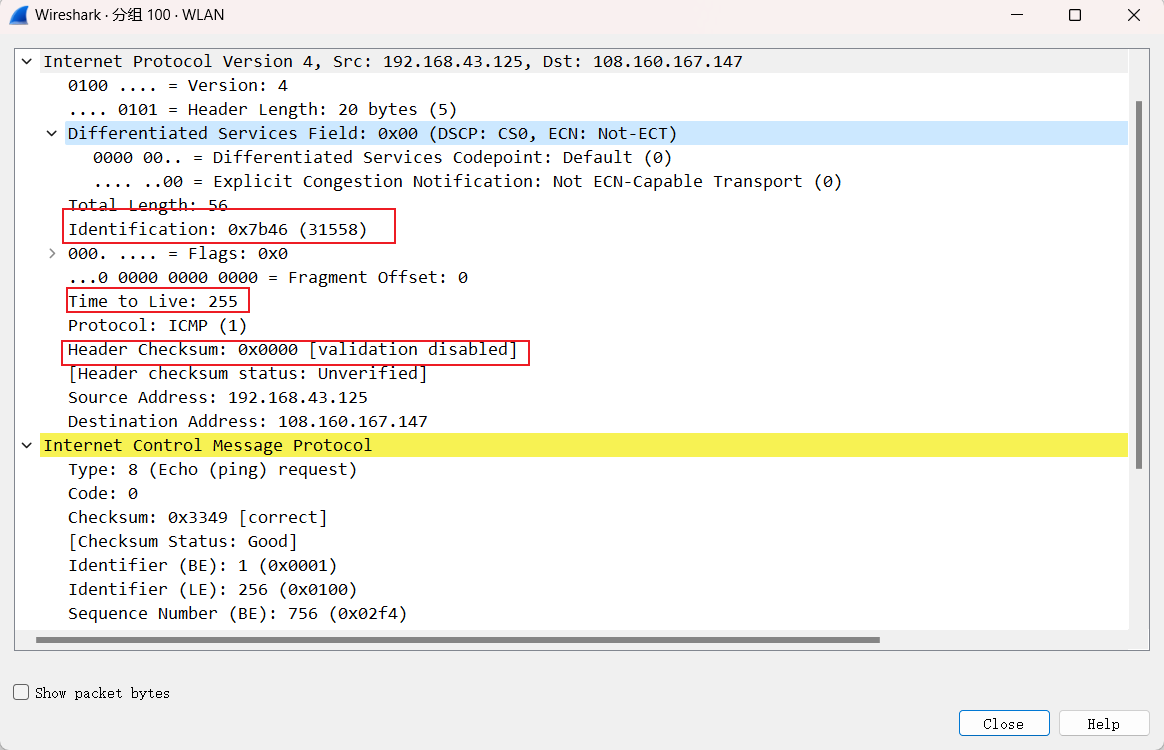 Wireshark · 分组 100 · WLAN
Internet Protocol Version 4, Src: 192.168.43.125, Dst: 108.160.167.147
0100 .... = Version: 4
.... 0101 = Header Length: 20 bytes (5)
Differentiated Services Field: 0x00 (DSCP: CS0, ECN: Not-ECT)
0000 00.. = Differentiated Services Codepoint: Default (0)
.... ..00 = Explicit Congestion Notification: Not ECN-Capable Transport (0)
Total Length: 56
Identification: 0x7b46 (31558)
000. .... = Flags: 0x0
...0 0000 0000 0000 = Fragment Offset: 0
Time to Live: 255
Protocol: ICMP (1)
Header Checksum: 0x0000 [validation disabled]
[Header checksum status: Unverified]
Source Address: 192.168.43.125
Destination Address: 108.160.167.147
Internet Control Message Protocol
Type: 8 (Echo (ping) request)
Code: 0
Checksum: 0x3349 [correct]
[Checksum Status: Good]
Identifier (BE): 1 (0x0001)
Identifier (LE): 256 (0x0100)
Sequence Number (BE): 756 (0x02f4)
Show packet bytes
Close
Help